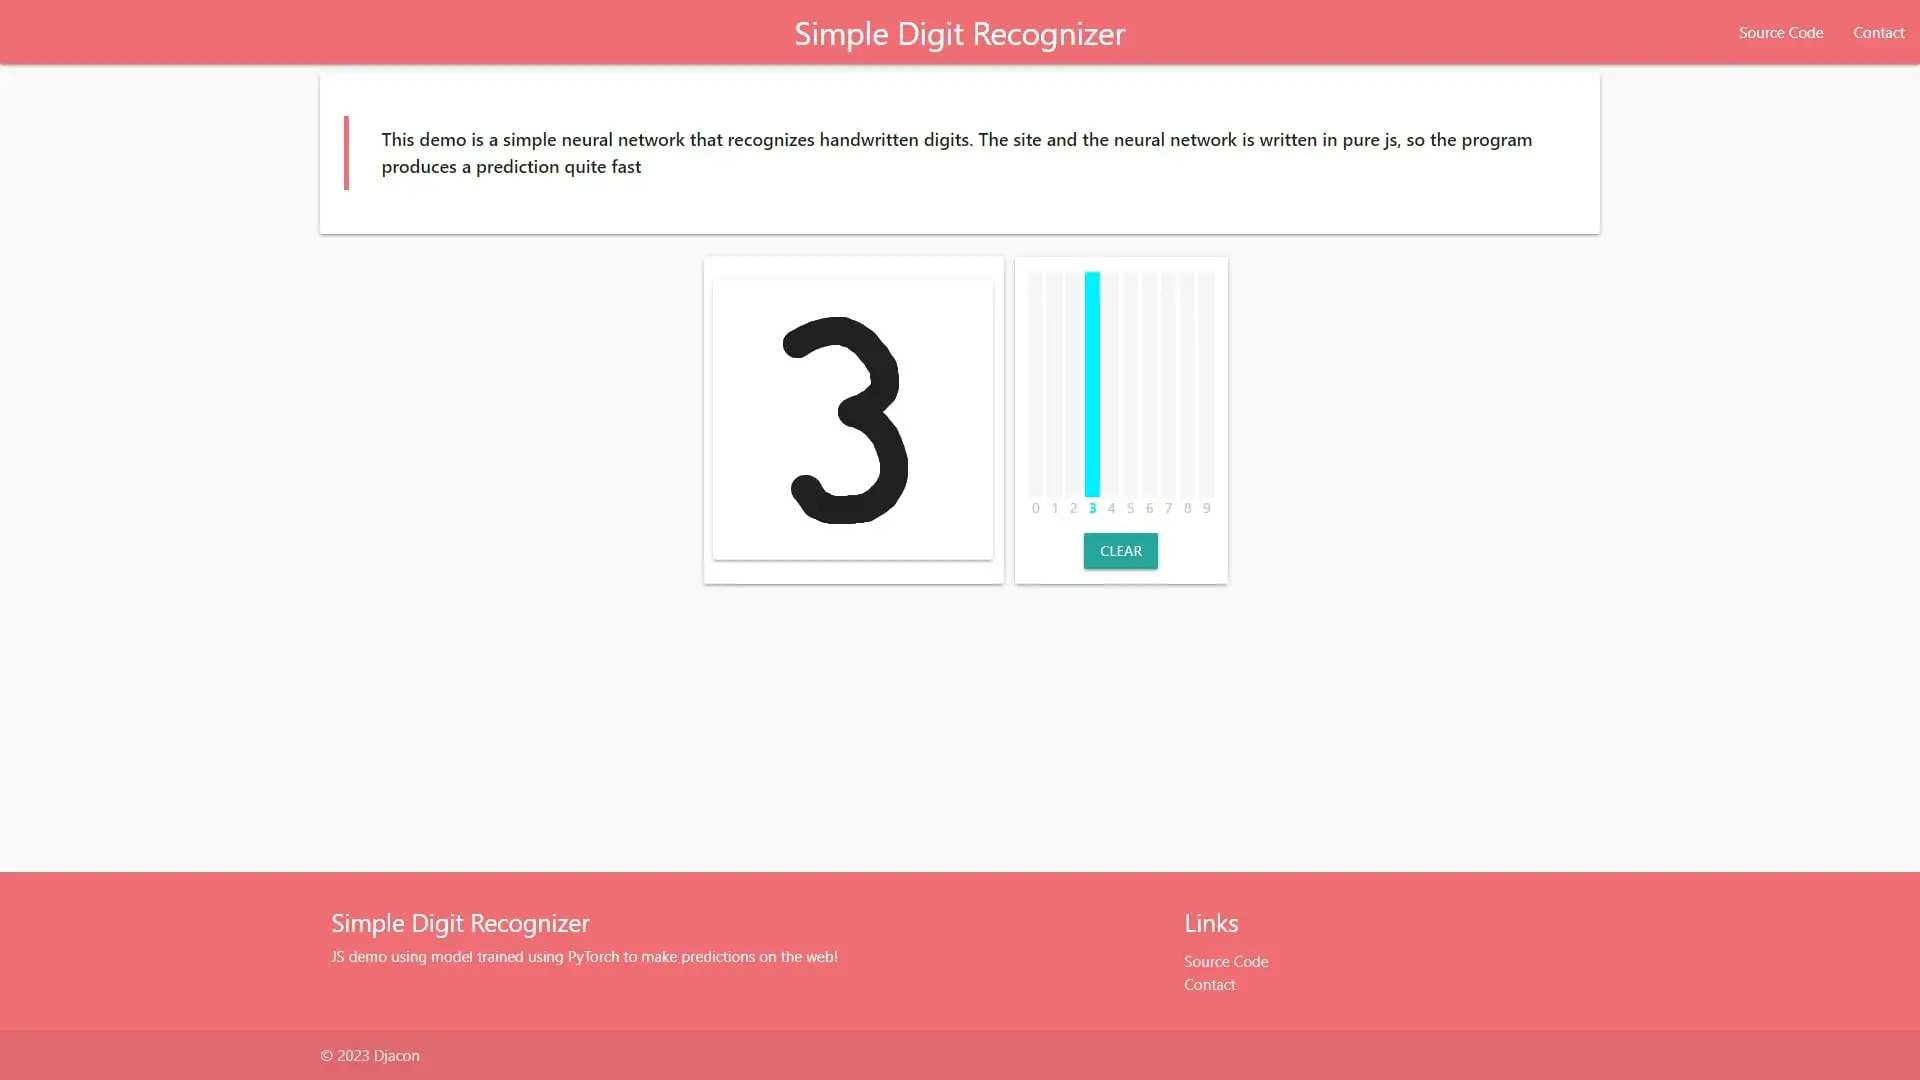 Simple Digit Recognizer
Source Code
Contact
This demo is a simple neural network that recognizes handwritten digits. The site and the neural network is written in pure js, so the program
produces a prediction quite fast
3
0 1 2 3 4 5 6 7 8 9
CLEAR
Simple Digit Recognizer
JS demo using model trained using PyTorch to make predictions on the web!
Links
Source Code
Contact
© 2023 Djacon